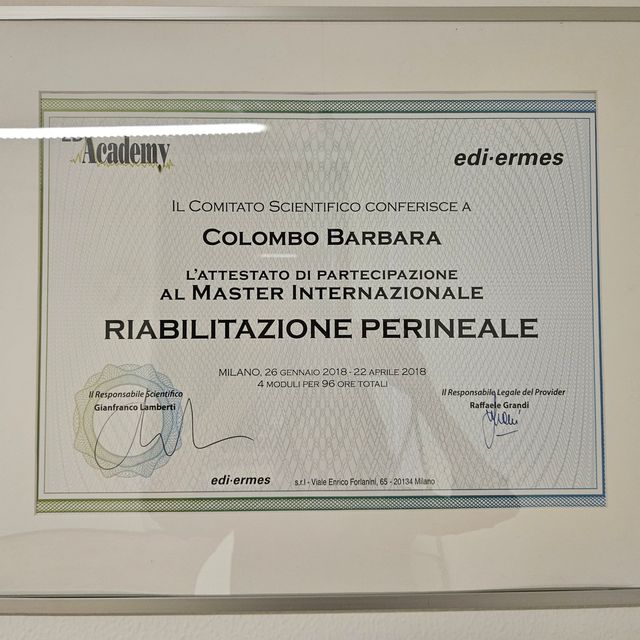 Academy
edi·ermes
IL COMITATO SCIENTIFICO CONFERISCE A
COLOMBO BARBARA
L'ATTESTATO DI PARTECIPAZIONE
AL MASTER INTERNAZIONALE
RIABILITAZIONE PERINEALE
MILANO, 26 GENNAIO 2018 - 22 APRILE 2018
4 MODULI PER 96 ORE TOTALI
Il Responsabile Scientifico
Gianfranco Lamberti
Il Responsabile Legale del Provider
Raffaele Grandi
edi·ermes s.r.l - Viale Enrico Forlanini, 65 - 20134 Milano